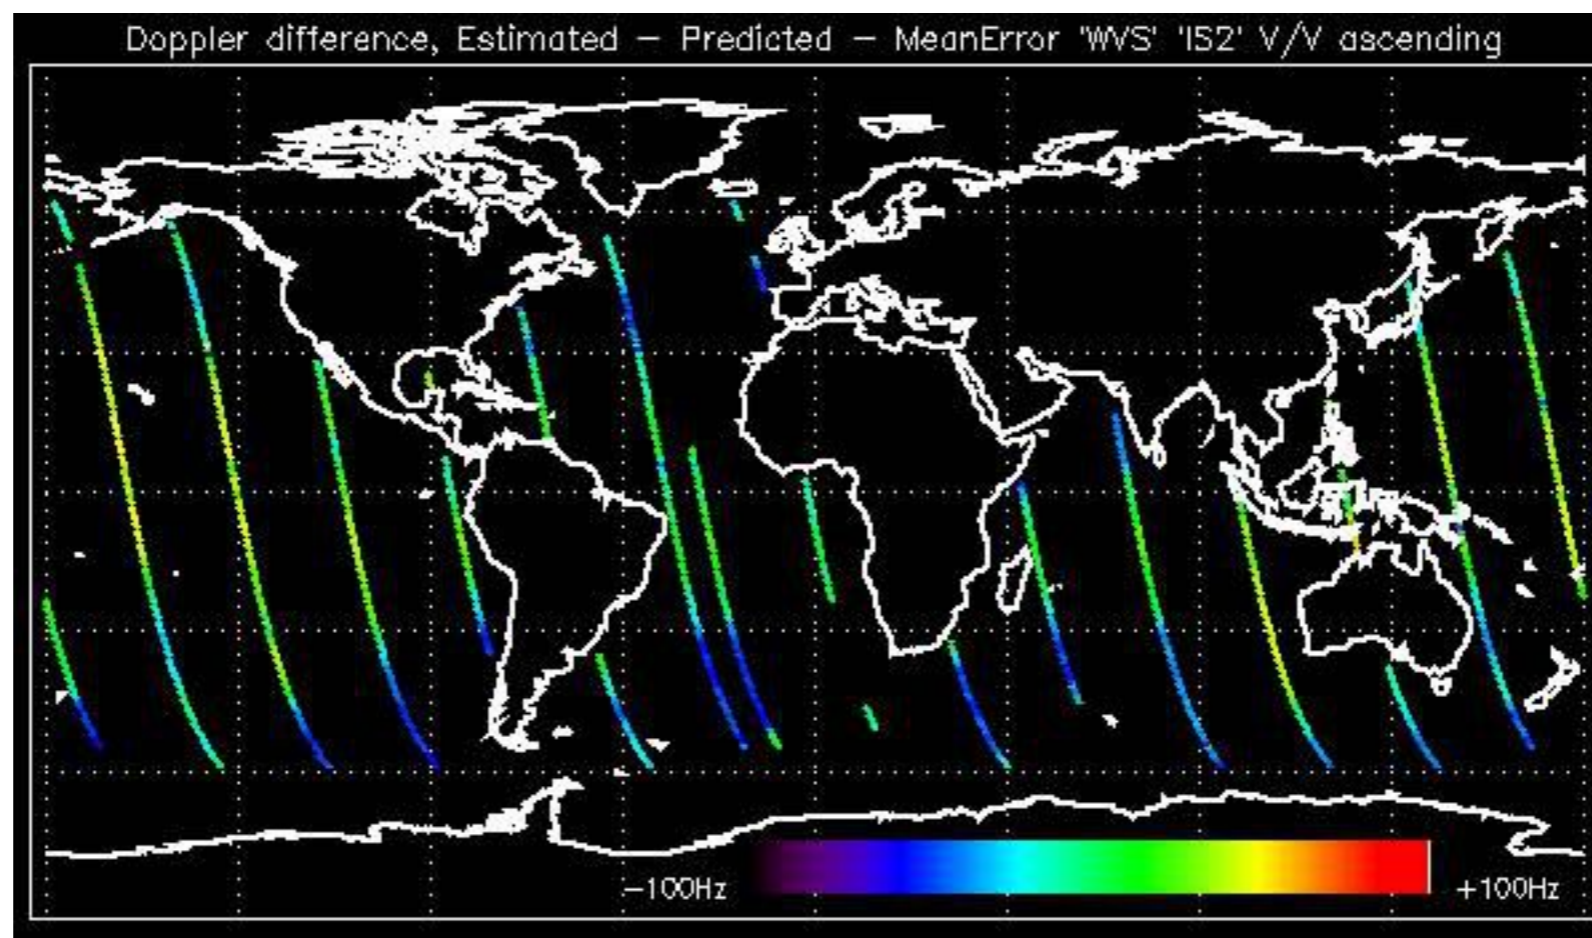 Doppler difference, Estimated − Predicted − MeanError 'WVS' 'IS2' V/V ascending
−100Hz
+100Hz